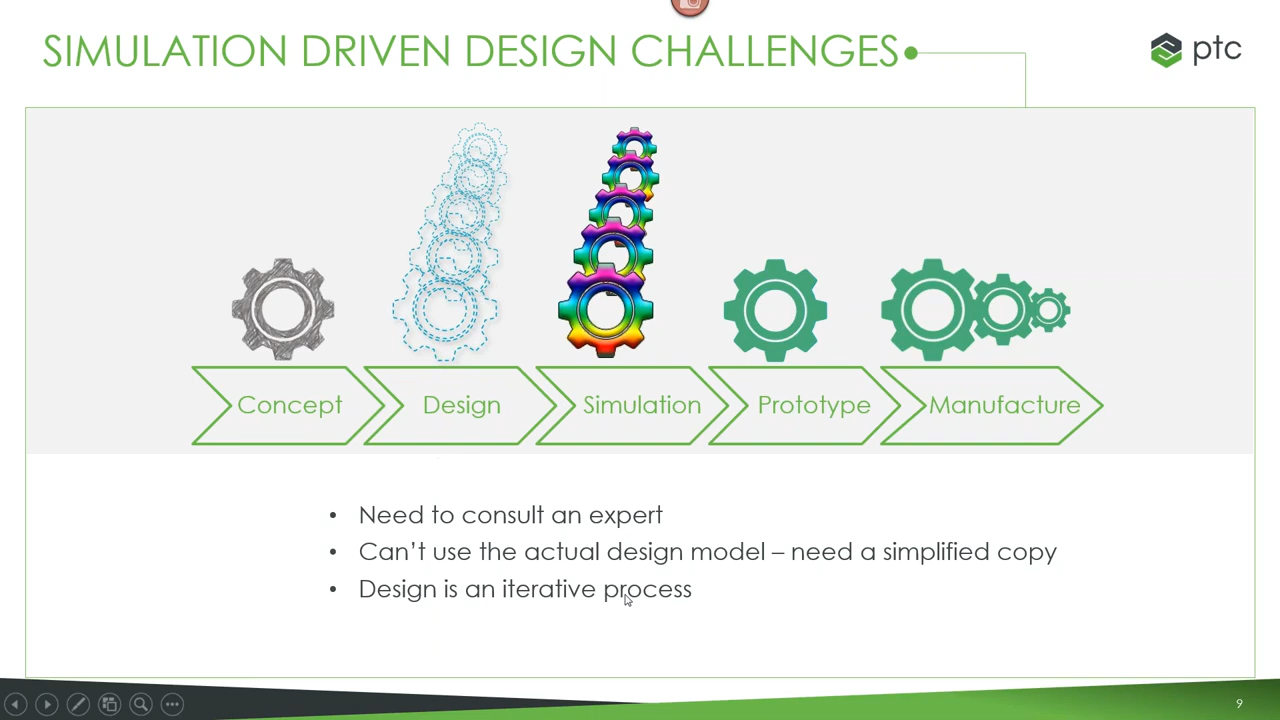 SIMULATION DRIVEN DESIGN CHALLENGES
ptc
Concept
Design
Simulation
Prototype
Manufacture
• Need to consult an expert
• Can’t use the actual design model – need a simplified copy
• Design is an iterative process
9